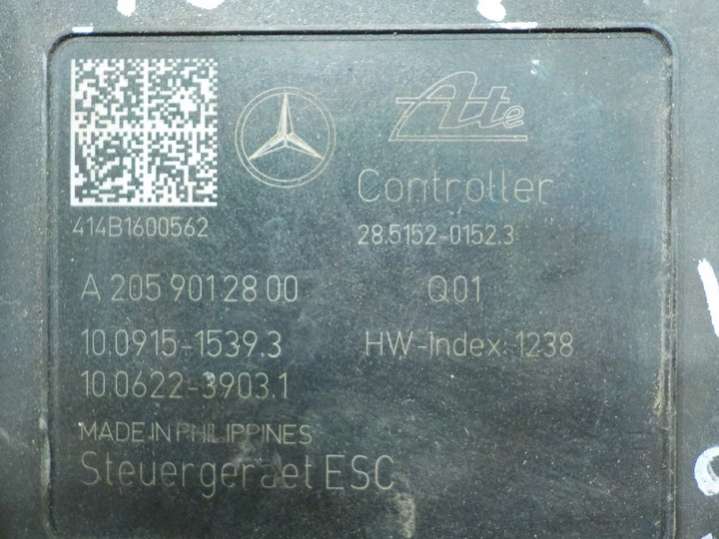 Ate
Controller
414B1600562
28.5152-0152.3
A 205 901 28 00 Q01
10.0915-1539.3 HW-Index: 1238
10.0622-3903.1
MADE IN PHILIPPINES
Steuergeraet ESC